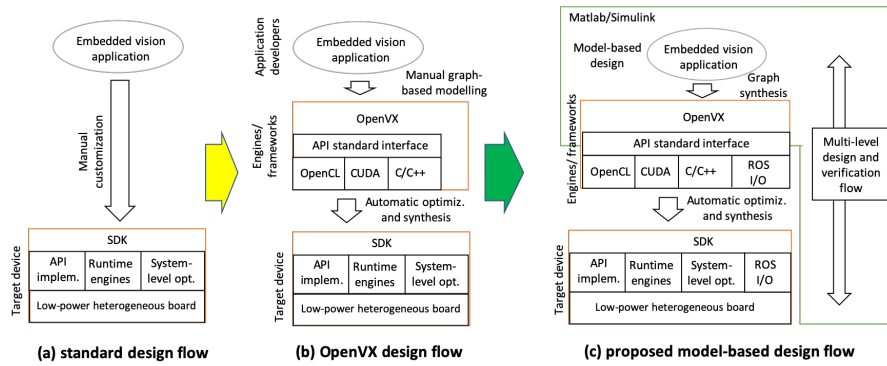 Embedded vision
application
Manual
customization
Target device
SDK
API
implem.
Runtime
engines
System-
level opt.
Low-power heterogeneous board
(a) standard design flow
Application
developers
Embedded vision
application
Manual graph-
based modelling
Engines/
frameworks
OpenVX
API standard interface
OpenCL
CUDA
C/C++
Automatic optimiz.
and synthesis
Target device
SDK
API
implem.
Runtime
engines
System-
level opt.
Low-power heterogeneous board
(b) OpenVX design flow
Matlab/Simulink
Model-based
design
Embedded vision
application
Graph
synthesis
Engines/ frameworks
OpenVX
API standard interface
OpenCL
CUDA
C/C++
ROS
I/O
Automatic optimiz.
and synthesis
Multi-level
design and
verification
flow
Target device
SDK
API
implem.
Runtime
engines
System-
level opt.
ROS
I/O
Low-power heterogeneous board
(c) proposed model-based design flow